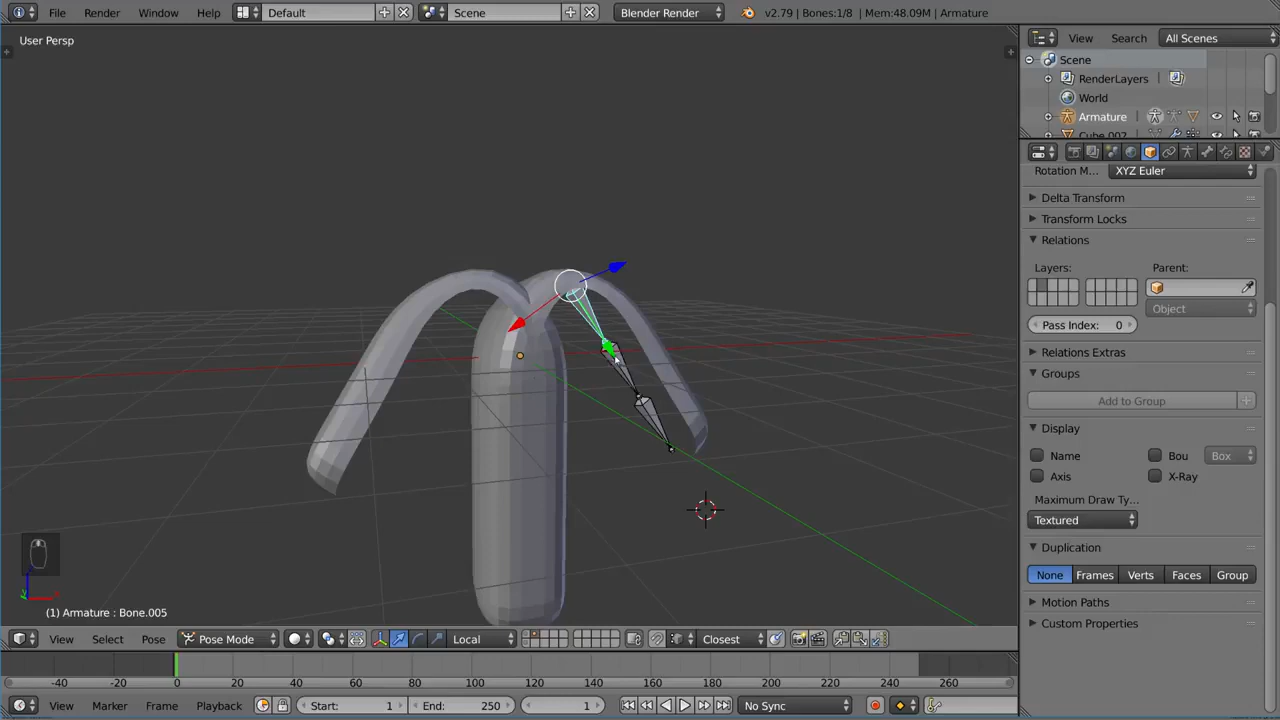 File Render Window Help Default Scene Blender Render v2.79 | Bones:1/8 | Mem:48.09M | Armature
User Persp
View Search All Scenes
Scene
RenderLayers
World
Armature
Cube.002
Rotation M... XYZ Euler
Delta Transform
Transform Locks
Relations
Layers: Parent:
Object
Pass Index: 0
Relations Extras
Groups
Add to Group
Display
Name Bou Box
Axis X-Ray
Maximum Draw Ty...
Textured
Duplication
None Frames Verts Faces Group
Motion Paths
Custom Properties
(1) Armature : Bone.005
View Select Pose Pose Mode Local Closest
-40 -20 0 20 40 60 80 100 120 140 160 180 200 220 240 260
View Marker Frame Playback Start: 1 End: 250 1 No Sync